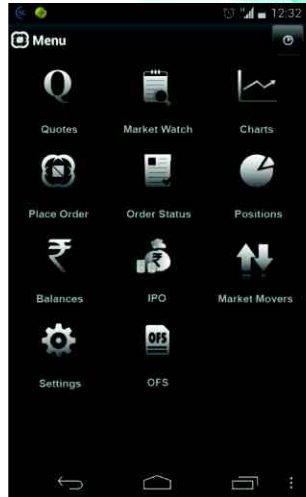 12:32
Menu
Q
Quotes Market Watch Charts
Place Order Order Status Positions
₹ ₹
Balances IPO Market Movers
OFS
Settings OFS